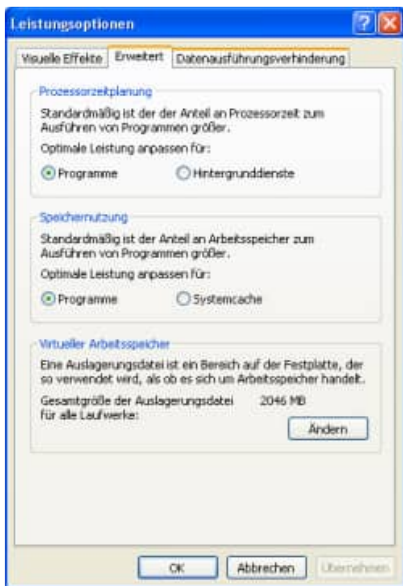 Leistungsoptionen
Visuelle Effekte Erweitert Datenausführungsverhinderung
Prozessorzeitplanung
Standardmäßig ist der der Anteil an Prozessorzeit zum
Ausführen von Programmen größer.
Optimale Leistung anpassen für:
Programme Hintergrunddienste
Speichernutzung
Standardmäßig ist der Anteil an Arbeitsspeicher zum
Ausführen von Programmen größer.
Optimale Leistung anpassen für:
Programme Systemcache
Virtueller Arbeitsspeicher
Eine Auslagerungsdatei ist ein Bereich auf der Festplatte, der
so verwendet wird, als ob es sich um Arbeitsspeicher handelt.
Gesamtgröße der Auslagerungsdatei 2046 MB
für alle Laufwerke:
Ändern
OK Abbrechen Übernehmen